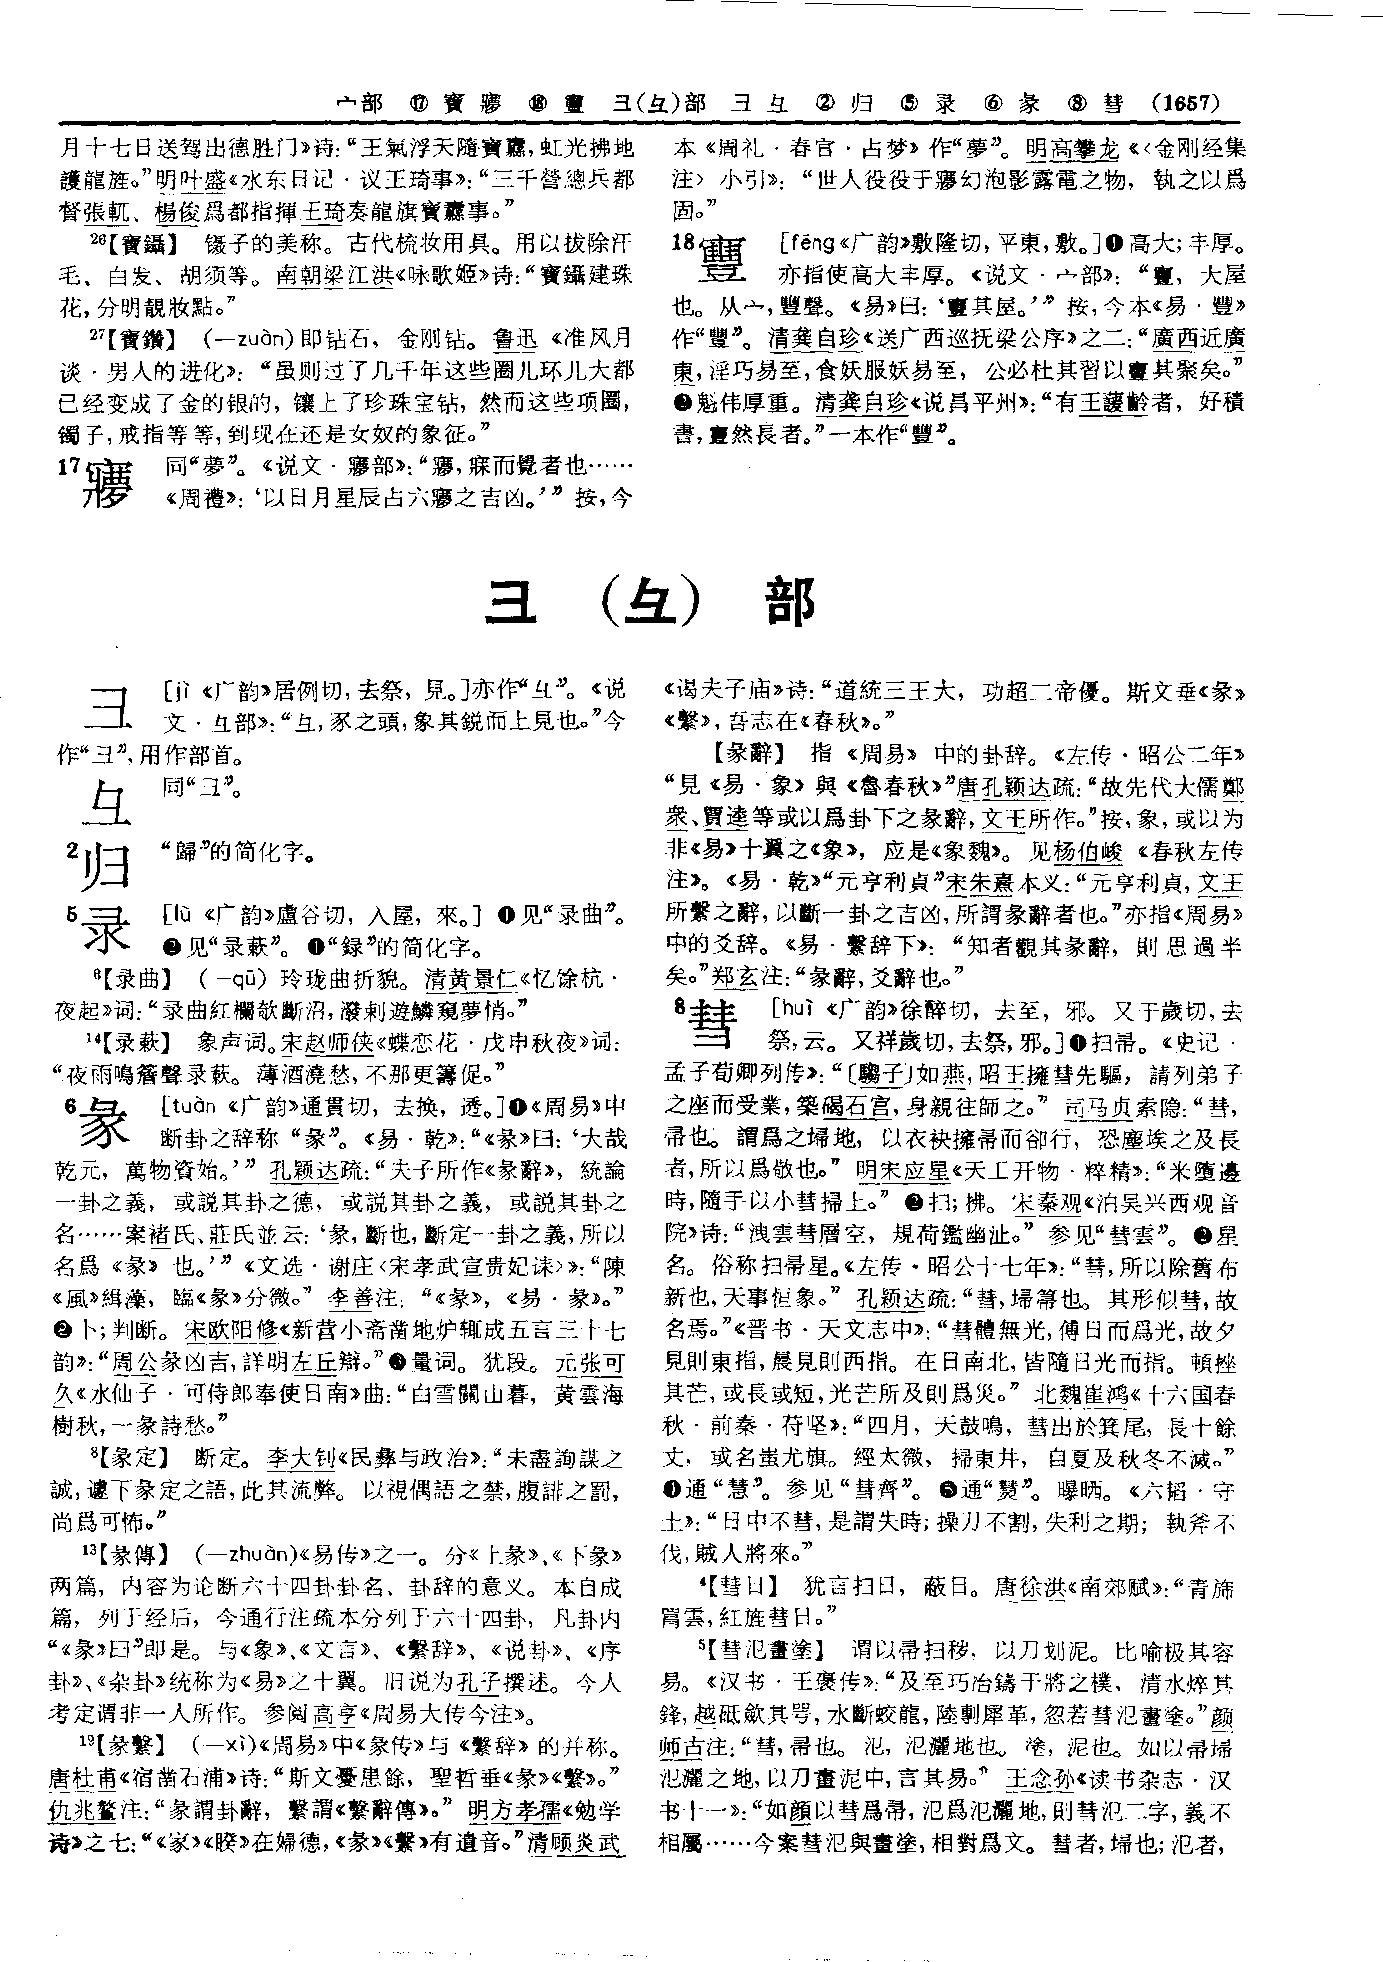 宀部 ⑰ 寶 㝱 ⑱ 寷 彐(彑)部 彐 彑 ② 归 ⑤ 录 ⑥ 彖 ⑧ 彗 (1657)
月十七日送驾出德胜门》诗:“王氣浮天隨寶纛,虹光拂地
護龍旌。”明叶盛《水东日记·议王琦事》:“三千營總兵都
督張軏、楊俊爲都指揮王琦奏龍旗寶纛事。”
26【寶鑷】 镊子的美称。古代梳妆用具。用以拔除汗
毛、白发、胡须等。南朝梁江洪《咏歌姬》诗:“寶鑷建珠
花,分明靚妝點。”
27【寶鑽】 (—zuàn)即钻石,金刚钻。鲁迅《准风月
谈·男人的进化》:“虽则过了几千年这些圈儿环儿大都
已经变成了金的银的,镶上了珍珠宝钻,然而这些项圈,
镯子,戒指等等,到现在还是女奴的象征。”
17 㝱 同“夢”。《说文·㝱部》:“㝱,寐而覺者也……
《周禮》:‘以日月星辰占六㝱之吉凶。’”按,今
本《周礼·春官·占梦》作“夢”。明高攀龙《〈金刚经集
注〉小引》:“世人役役于㝱幻泡影露電之物,執之以爲
固。”
18 寷 [fēng《广韵》敷隆切,平東,敷。]❶高大;丰厚。
亦指使高大丰厚。《说文·宀部》:“寷,大屋
也。从宀,豐聲。《易》曰:‘寷其屋。’”按,今本《易·豐》
作“豐”。清龚自珍《送广西巡抚梁公序》之二:“廣西近廣
東,淫巧易至,食妖服妖易至,公必杜其習以寷其聚矣。”
❷魁伟厚重。清龚自珍《说昌平州》:“有王蘐齡者,好積
書,寷然長者。”一本作“豐”。
彐 (彑) 部
彐 [jì《广韵》居例切,去祭,見。]亦作“彑”。《说
文·彑部》:“彑,豕之頭,象其鋭而上見也。”今
作“彐”,用作部首。
彑 同“彐”。
2 归 “歸”的简化字。
5 录 [lù《广韵》盧谷切,入屋,來。]❶见“录曲”。
❷见“录蔌”。❶“録”的简化字。
6【录曲】 (—qū)玲珑曲折貌。清黄景仁《忆馀杭·
夜起》词:“录曲紅欄欹斷沼,潑剌遊鱗窺夢悄。”
14【录蔌】 象声词。宋赵师侠《蝶恋花·戊申秋夜》词:
“夜雨鳴簷聲录蔌。薄酒澆愁,不那更籌促。”
6 彖 [tuàn《广韵》通貫切,去换,透。]❶《周易》中
断卦之辞称“彖”。《易·乾》:“《彖》曰:‘大哉
乾元,萬物資始。’”孔颖达疏:“夫子所作《彖辭》,統論
一卦之義,或説其卦之德,或説其卦之義,或説其卦之
名……案褚氏、莊氏並云:‘彖,斷也,斷定一卦之義,所以
名爲《彖》也。’”《文选·谢庄〈宋孝武宣贵妃诔〉》:“陳
《風》緝藻,臨《彖》分微。”李善注:“《彖》,《易·彖》。”
❷卜;判断。宋欧阳修《新营小斋凿地炉辄成五言三十七
韵》:“周公彖凶吉,詳明左丘辯。”❸量词。犹段。元张可
久《水仙子·可侍郎奉使日南》曲:“白雪關山暮,黄雲海
樹秋,一彖詩愁。”
8【彖定】 断定。李大钊《民彝与政治》:“未盡詢謀之
誠,遽下彖定之語,此其流弊。以視偶語之禁,腹誹之罰,
尚爲可怖。”
13【彖傳】 (—zhuàn)《易传》之一。分《上彖》、《下彖》
两篇,内容为论断六十四卦卦名、卦辞的意义。本自成
篇,列于经后,今通行注疏本分列于六十四卦,凡卦内
“《彖》曰”即是。与《象》、《文言》、《繫辞》、《说卦》、《序
卦》、《杂卦》统称为《易》之十翼。旧说为孔子撰述。今人
考定谓非一人所作。参阅高亨《周易大传今注》。
19【彖繫】 (—xì)《周易》中《彖传》与《繫辞》的并称。
唐杜甫《宿凿石浦》诗:“斯文憂患餘,聖哲垂《彖》《繫》。”
仇兆鳌注:“彖謂卦辭,繫謂《繫辭傳》。”明方孝孺《勉学
诗》之七:“《家》《睽》在婦德,《彖》《繫》有遺音。”清顾炎武
《谒夫子庙》诗:“道統三王大,功超二帝優。斯文垂《彖》
《繫》,吾志在《春秋》。”
【彖辭】 指《周易》中的卦辞。《左传·昭公二年》
“見《易·象》與《魯春秋》”唐孔颖达疏:“故先代大儒鄭
衆、賈逵等或以爲卦下之彖辭,文王所作。”按,象,或以为
非《易》十翼之《象》,应是《象魏》。见杨伯峻《春秋左传
注》。《易·乾》“元亨利貞”宋朱熹本义:“元亨利貞,文王
所繫之辭,以斷一卦之吉凶,所謂彖辭者也。”亦指《周易》
中的爻辞。《易·繫辞下》:“知者觀其彖辭,則思過半
矣。”郑玄注:“彖辭,爻辭也。”
8 彗 [huì《广韵》徐醉切,去至,邪。又于歲切,去
祭,云。又祥歲切,去祭,邪。]❶扫帚。《史记·
孟子荀卿列传》:“〔騶子〕如燕,昭王擁彗先驅,請列弟子
之座而受業,築碣石宫,身親往師之。”司马贞索隐:“彗,
帚也。謂爲之埽地,以衣袂擁帚而卻行,恐塵埃之及長
者,所以爲敬也。”明宋应星《天工开物·粹精》:“米墮邊
時,隨手以小彗掃上。”❷扫;拂。宋秦观《泊吴兴西观音
院》诗:“洩雲彗層空,規荷鑑幽沚。”参见“彗雲”。❷星
名。俗称扫帚星。《左传·昭公十七年》:“彗,所以除舊布
新也,天事恒象。”孔颖达疏:“彗,埽箒也。其形似彗,故
名焉。”《晋书·天文志中》:“彗體無光,傅日而爲光,故夕
見則東指,晨見則西指。在日南北,皆隨日光而指。頓挫
其芒,或長或短,光芒所及則爲災。”北魏崔鸿《十六国春
秋·前秦·苻坚》:“四月,天鼓鳴,彗出於箕尾,長十餘
丈,或名蚩尤旗。經太微,掃東井,自夏及秋冬不滅。”
❶通“慧”。参见“彗齊”。❺通“熭”。曝晒。《六韬·守
土》:“日中不彗,是謂失時;操刀不割,失利之期;執斧不
伐,賊人將來。”
4【彗日】 犹言扫日,蔽日。唐徐洪《南郊赋》:“青旆
罥雲,紅旌彗日。”
5【彗氾畫塗】 谓以帚扫秽,以刀划泥。比喻极其容
易。《汉书·王褒传》:“及至巧冶鑄干將之樸,清水焠其
鋒,越砥歛其咢,水斷蛟龍,陸剸犀革,忽若彗氾畫塗。”颜
师古注:“彗,帚也。氾,氾灑地也。塗,泥也。如以帚埽
氾灑之地,以刀畫泥中,言其易。”王念孙《读书杂志·汉
书十一》:“如顔以彗爲帚,氾爲氾灑地,則彗氾二字,義不
相屬……今案彗氾與畫塗,相對爲文。彗者,埽也;氾者,